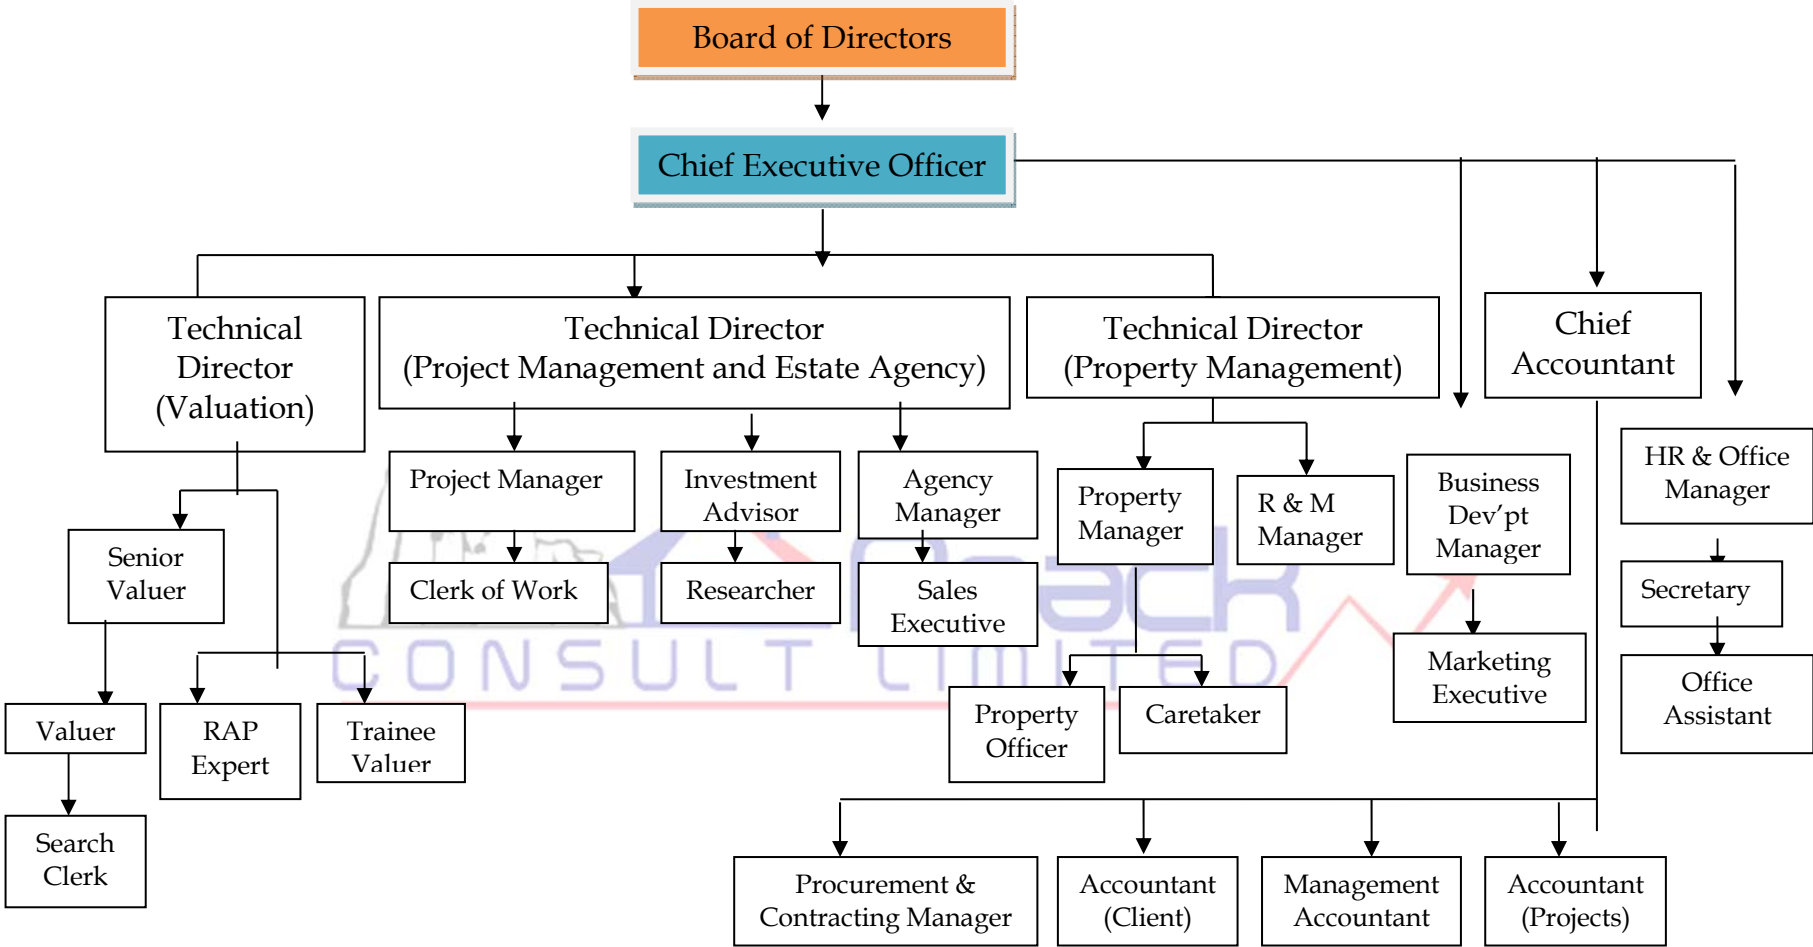 Board of Directors
Chief Executive Officer
Technical
Director
(Valuation)
Technical Director
(Project Management and Estate Agency)
Technical Director
(Property Management)
Chief
Accountant
HR & Office
Manager
Project Manager
Investment
Advisor
Agency
Manager
Property
Manager
R & M
Manager
Business
Dev’pt
Manager
Senior
Valuer
Clerk of Work
Researcher
Sales
Executive
Secretary
CONSULT LIMITED
Marketing
Executive
Office
Assistant
Valuer
RAP
Expert
Trainee
Valuer
Property
Officer
Caretaker
Search
Clerk
Procurement &
Contracting Manager
Accountant
(Client)
Management
Accountant
Accountant
(Projects)